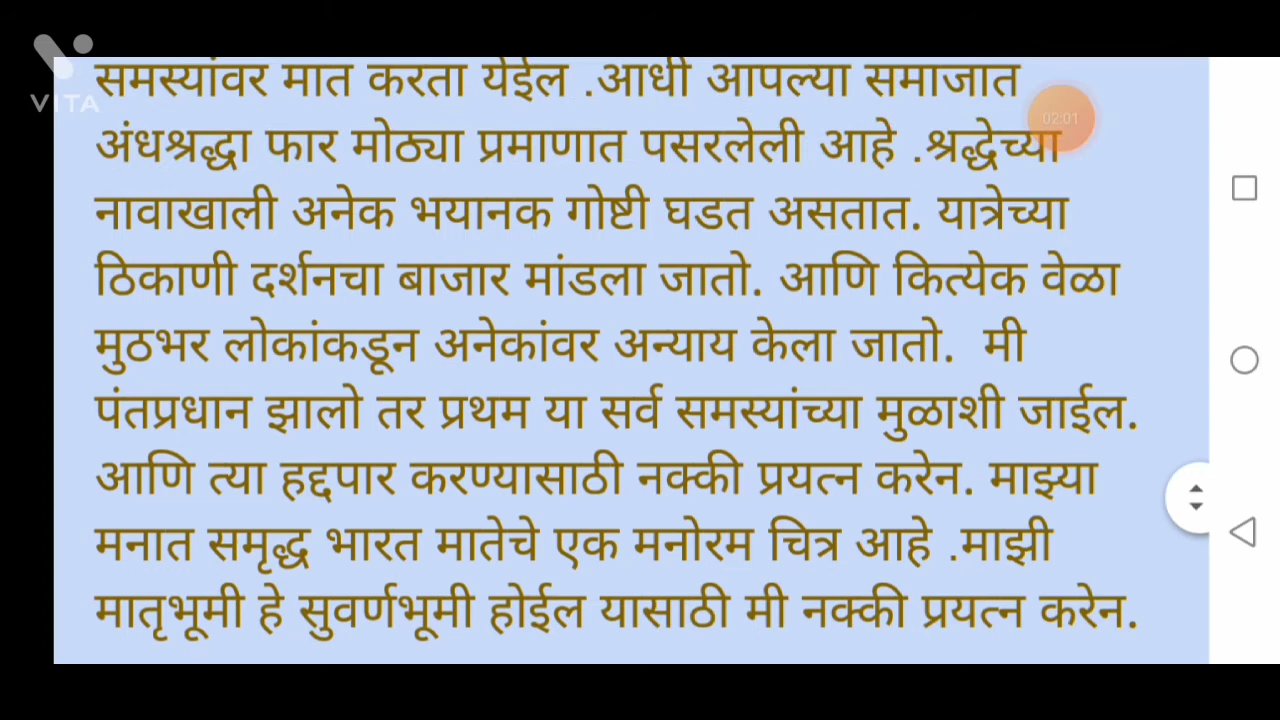 VITA
समस्यांवर मात करता येईल .आधी आपल्या समाजात
02:01
अंधश्रद्धा फार मोठ्या प्रमाणात पसरलेली आहे .श्रद्धेच्या
नावाखाली अनेक भयानक गोष्टी घडत असतात. यात्रेच्या
ठिकाणी दर्शनचा बाजार मांडला जातो. आणि कित्येक वेळा
मुठभर लोकांकडून अनेकांवर अन्याय केला जातो. मी
पंतप्रधान झालो तर प्रथम या सर्व समस्यांच्या मुळाशी जाईल.
आणि त्या हद्दपार करण्यासाठी नक्की प्रयत्न करेन. माझ्या
मनात समृद्ध भारत मातेचे एक मनोरम चित्र आहे .माझी
मातृभूमी हे सुवर्णभूमी होईल यासाठी मी नक्की प्रयत्न करेन.